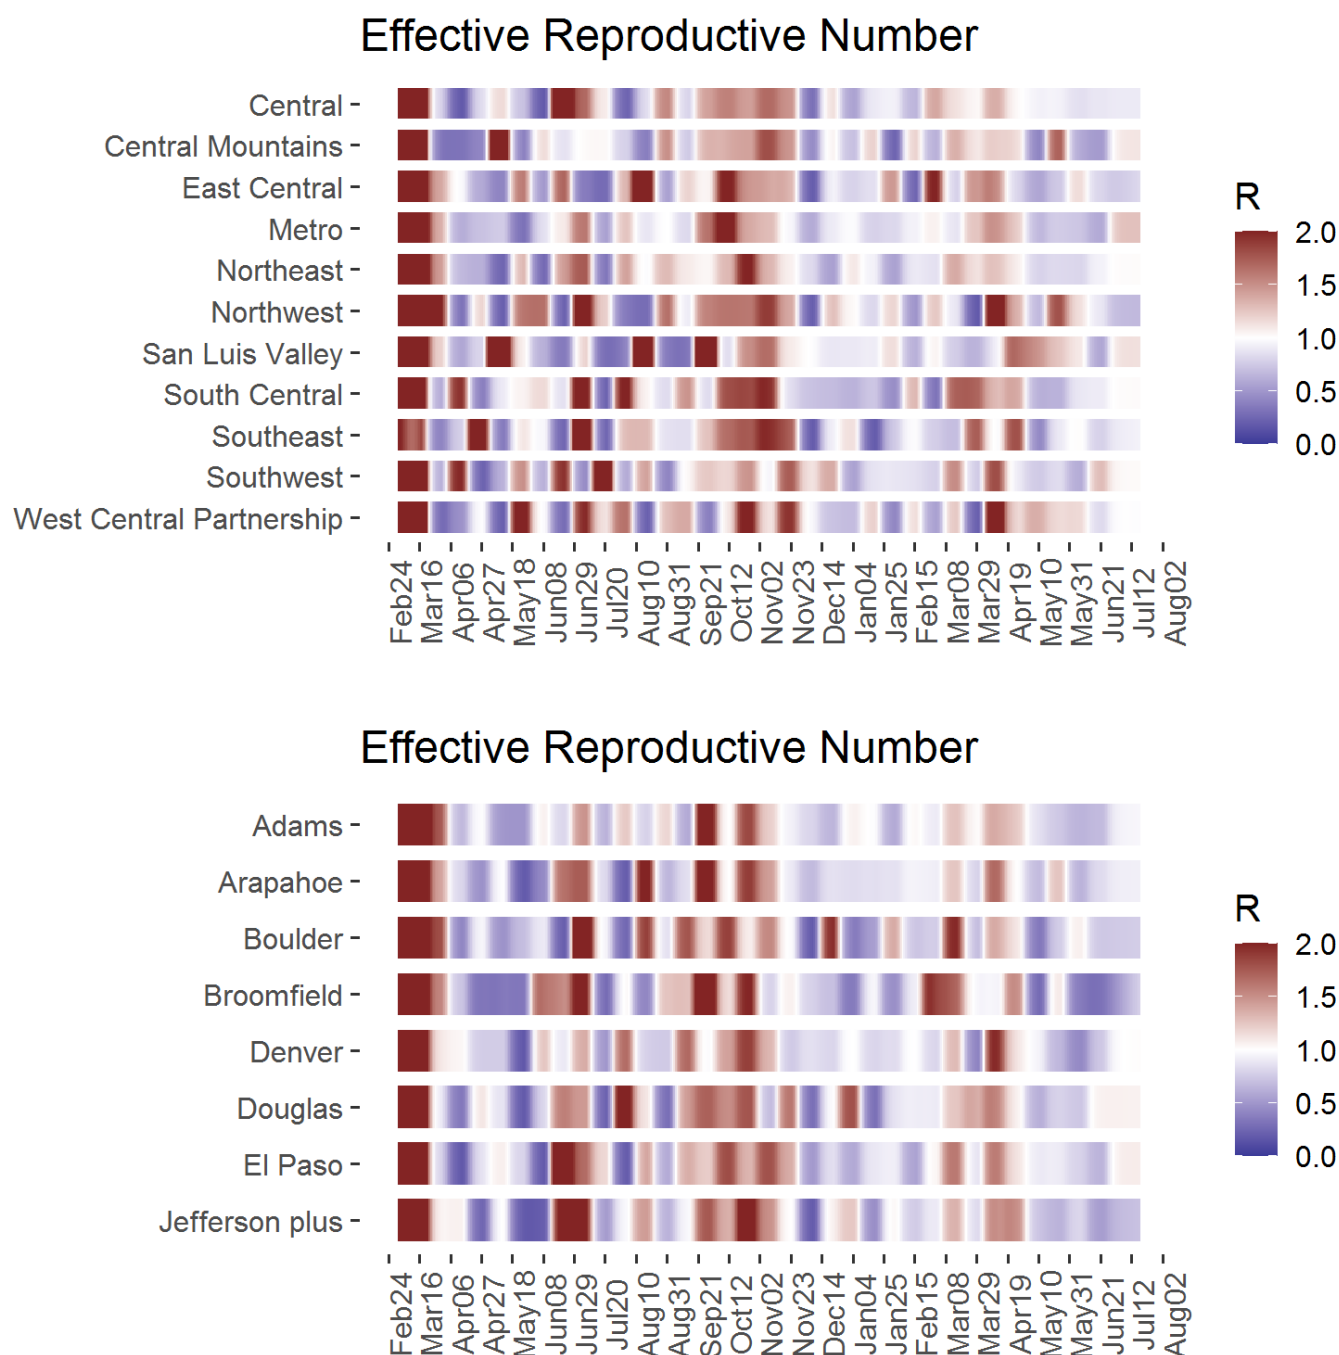 Effective Reproductive Number
Central
Central Mountains
East Central
Metro
Northeast
Northwest
San Luis Valley
South Central
Southeast
Southwest
West Central Partnership
Feb24
Mar16
Apr06
Apr27
May18
Jun08
Jun29
Jul20
Aug10
Aug31
Sep21
Oct12
Nov02
Nov23
Dec14
Jan04
Jan25
Feb15
Mar08
Mar29
Apr19
May10
May31
Jun21
Jul12
Aug02
R
2.0
1.5
1.0
0.5
0.0
Effective Reproductive Number
Adams
Arapahoe
Boulder
Broomfield
Denver
Douglas
El Paso
Jefferson plus
Feb24
Mar16
Apr06
Apr27
May18
Jun08
Jun29
Jul20
Aug10
Aug31
Sep21
Oct12
Nov02
Nov23
Dec14
Jan04
Jan25
Feb15
Mar08
Mar29
Apr19
May10
May31
Jun21
Jul12
Aug02
R
2.0
1.5
1.0
0.5
0.0